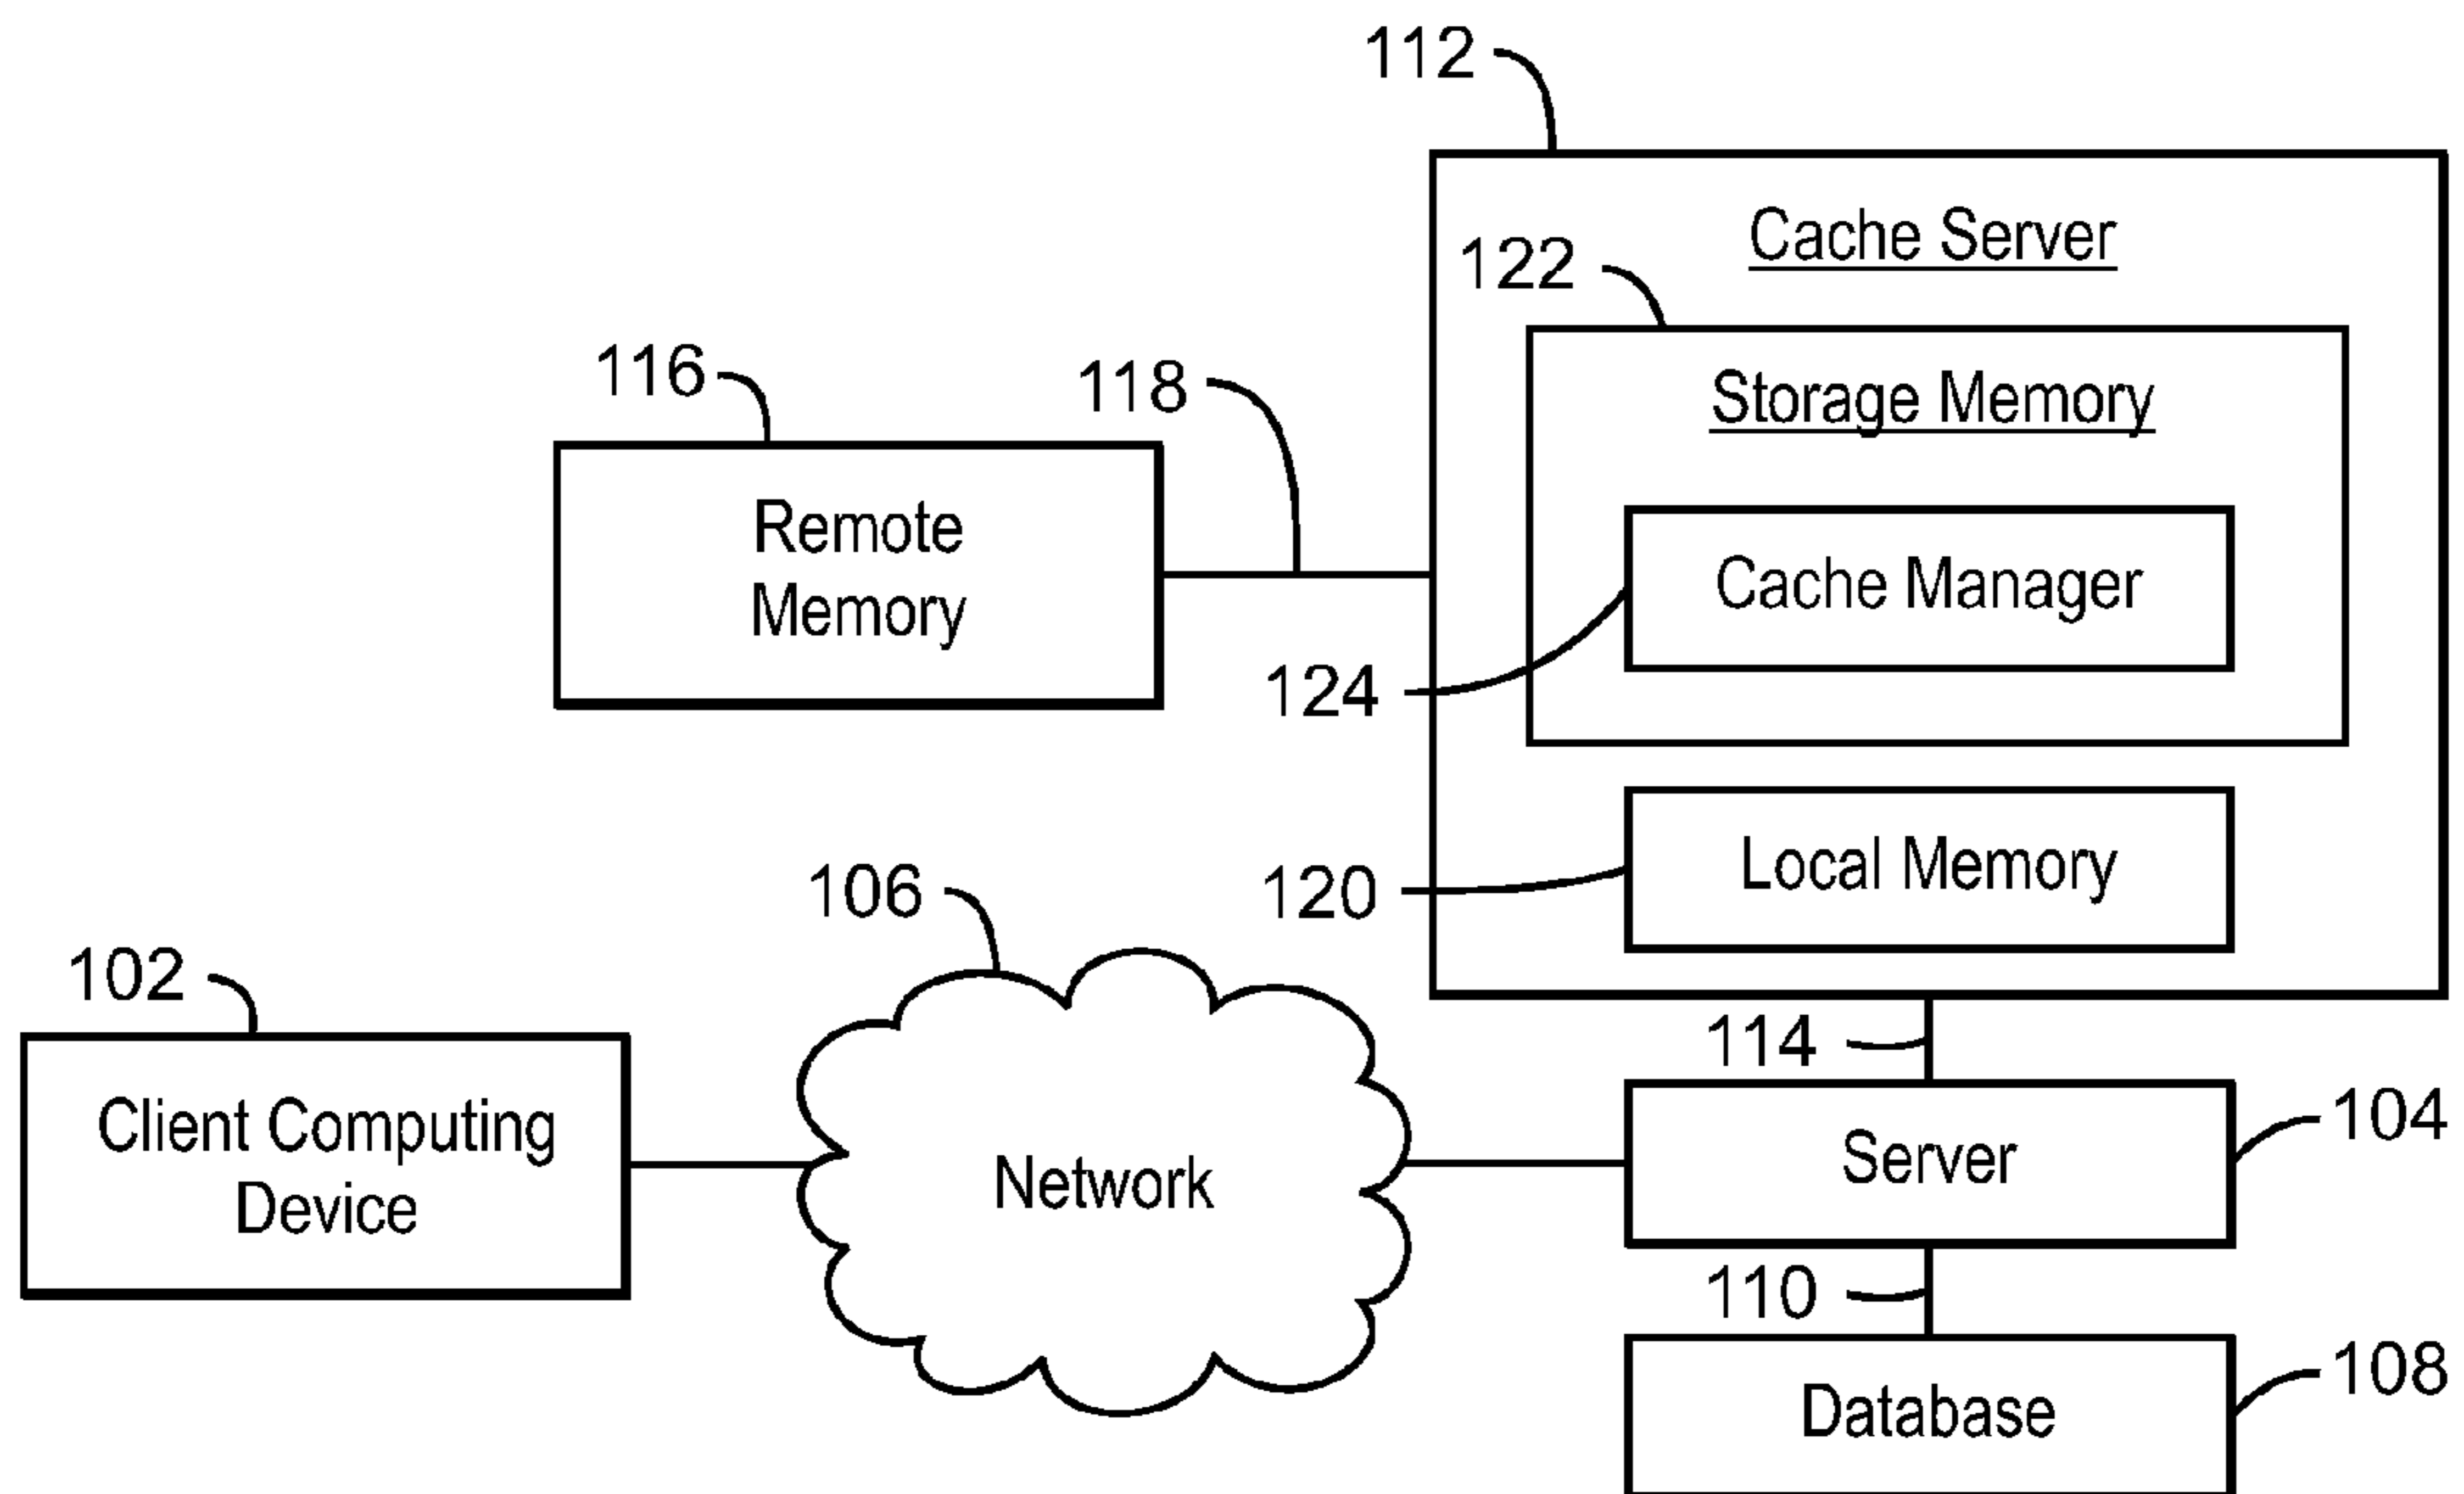 112
Cache Server
122
Storage Memory
116
118
Remote
Memory
Cache Manager
124
Local Memory
106
120
102
114
Client Computing
Device
Network
Server
104
110
Database
108